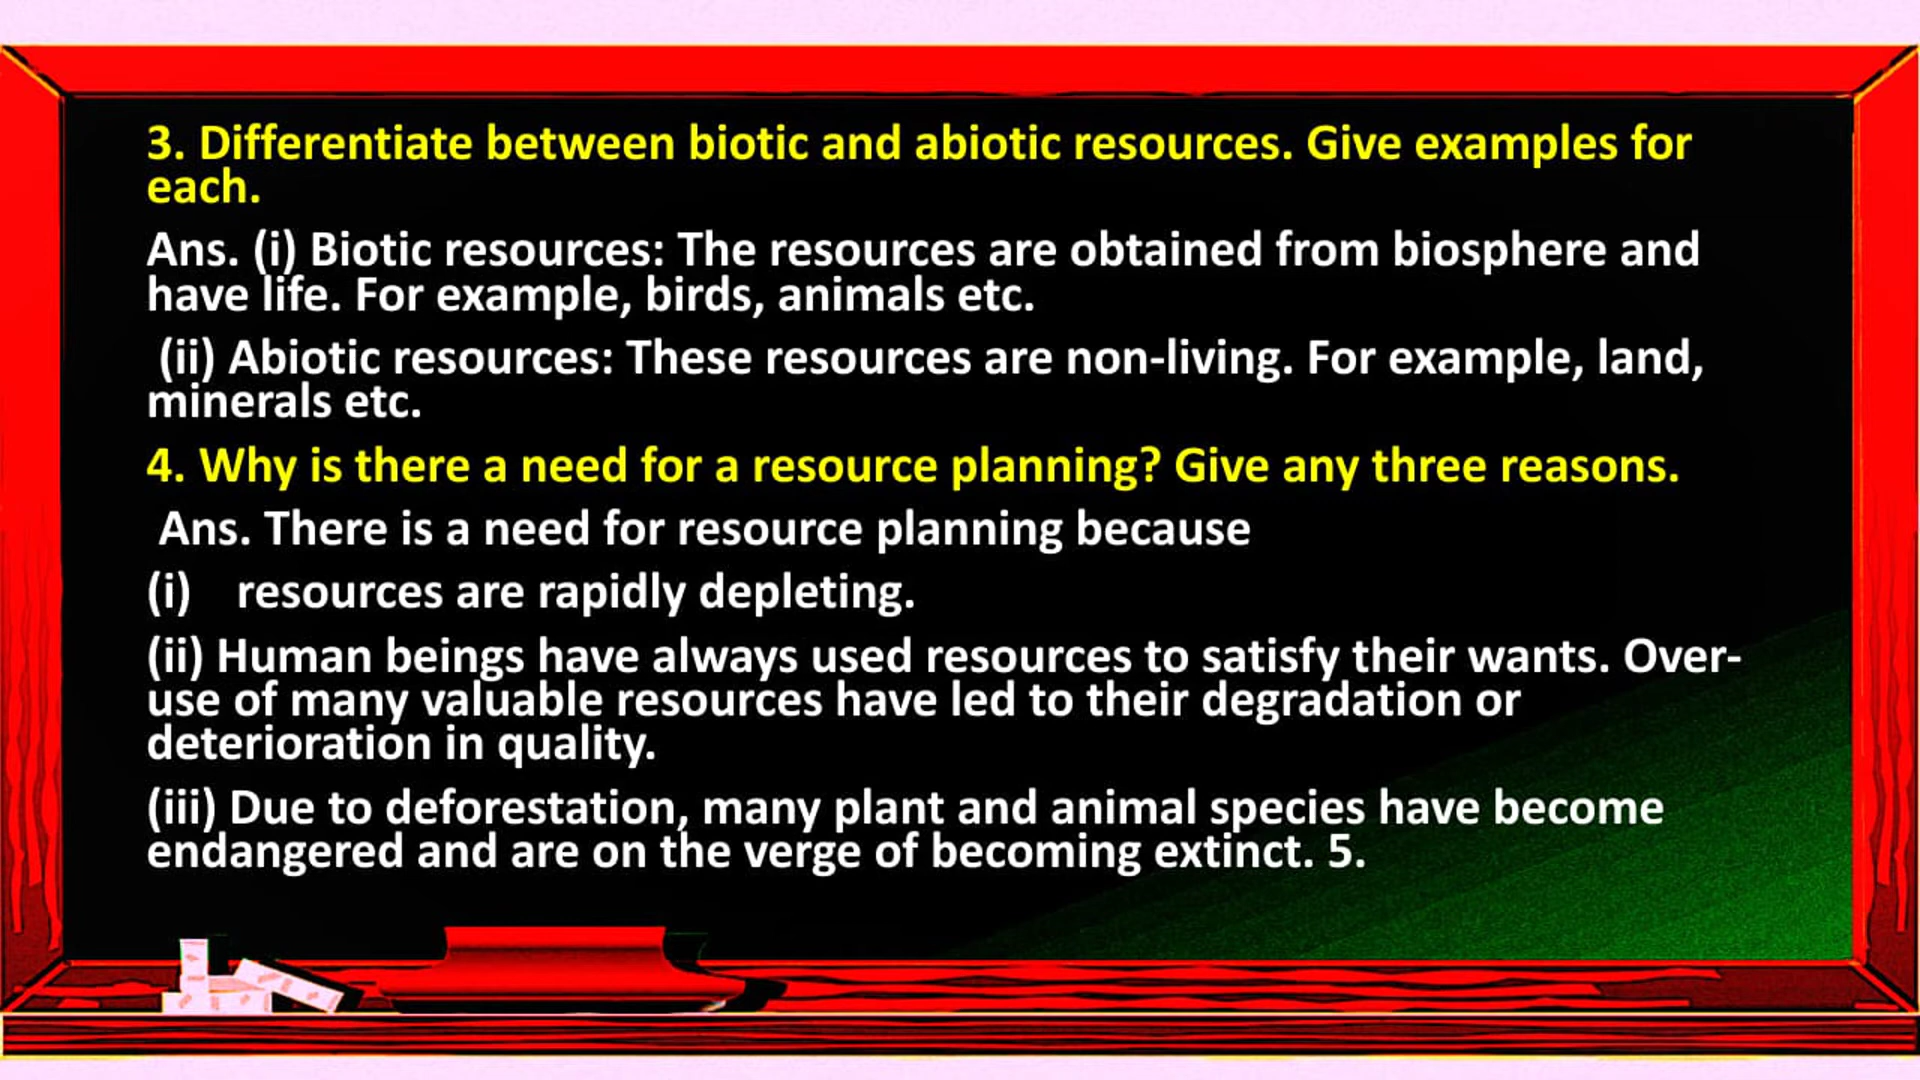 3. Differentiate between biotic and abiotic resources. Give examples for
each.
Ans. (i) Biotic resources: The resources are obtained from biosphere and
have life. For example, birds, animals etc.
(ii) Abiotic resources: These resources are non-living. For example, land,
minerals etc.
4. Why is there a need for a resource planning? Give any three reasons.
Ans. There is a need for resource planning because
(i) resources are rapidly depleting.
(ii) Human beings have always used resources to satisfy their wants. Over-
use of many valuable resources have led to their degradation or
deterioration in quality.
(iii) Due to deforestation, many plant and animal species have become
endangered and are on the verge of becoming extinct. 5.